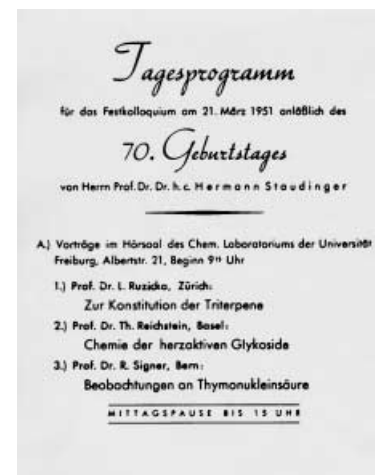 Tagesprogramm
für das Festkolloquium am 21. März 1951 anläßlich des
70. Geburtstages
von Herrn Prof. Dr. Dr. h. c. Hermann Staudinger
A.) Vorträge im Hörsaal des Chem. Laboratoriums der Universität
Freiburg, Albertstr. 21, Beginn 9ᵗʰ Uhr
1.) Prof. Dr. L. Ruzicka, Zürich:
Zur Konstitution der Triterpene
2.) Prof. Dr. Th. Reichstein, Basel:
Chemie der herzaktiven Glykoside
3.) Prof. Dr. R. Signer, Bern:
Beobachtungen an Thymonukleinsäure
MITTAGSPAUSE BIS 15 UHR